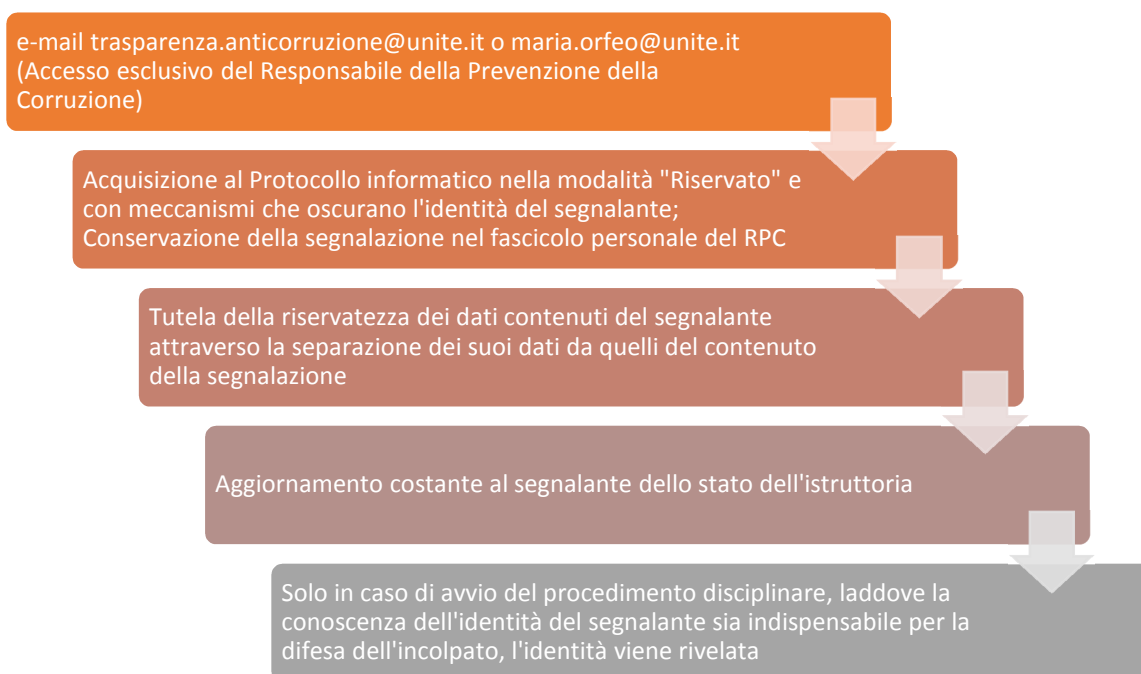 e-mail trasparenza.anticorruzione@unite.it o maria.orfeo@unite.it
(Accesso esclusivo del Responsabile della Prevenzione della
Corruzione)
Acquisizione al Protocollo informatico nella modalità "Riservato" e
con meccanismi che oscurano l'identità del segnalante;
Conservazione della segnalazione nel fascicolo personale del RPC
Tutela della riservatezza dei dati contenuti del segnalante
attraverso la separazione dei suoi dati da quelli del contenuto
della segnalazione
Aggiornamento costante al segnalante dello stato dell'istruttoria
Solo in caso di avvio del procedimento disciplinare, laddove la
conoscenza dell'identità del segnalante sia indispensabile per la
difesa dell'incolpato, l'identità viene rivelata